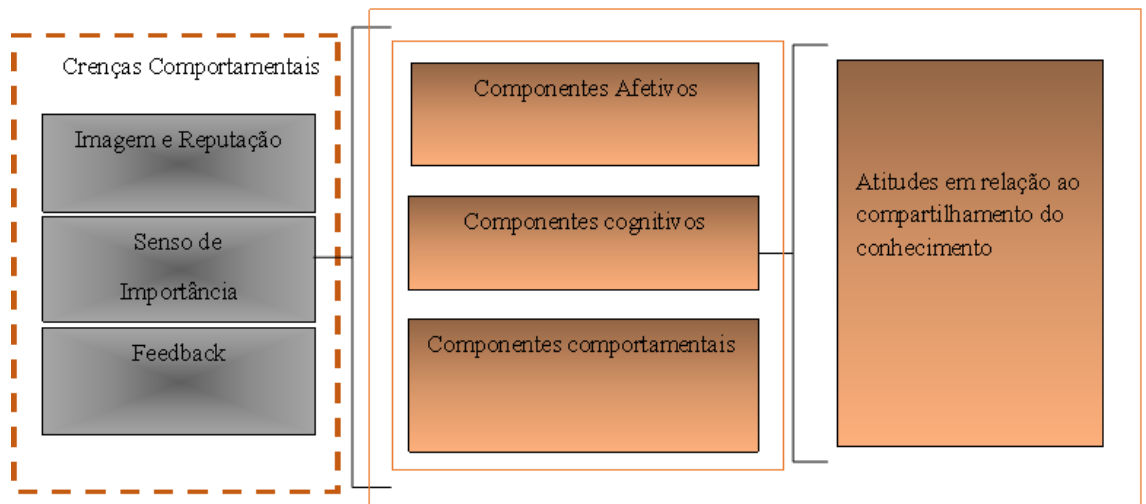 Crenças Comportamentais
Imagem e Reputação
Senso de
Importância
Feedback
Componentes Afetivos
Componentes cognitivos
Componentes comportamentais
Atitudes em relação ao
compartilhamento do
conhecimento